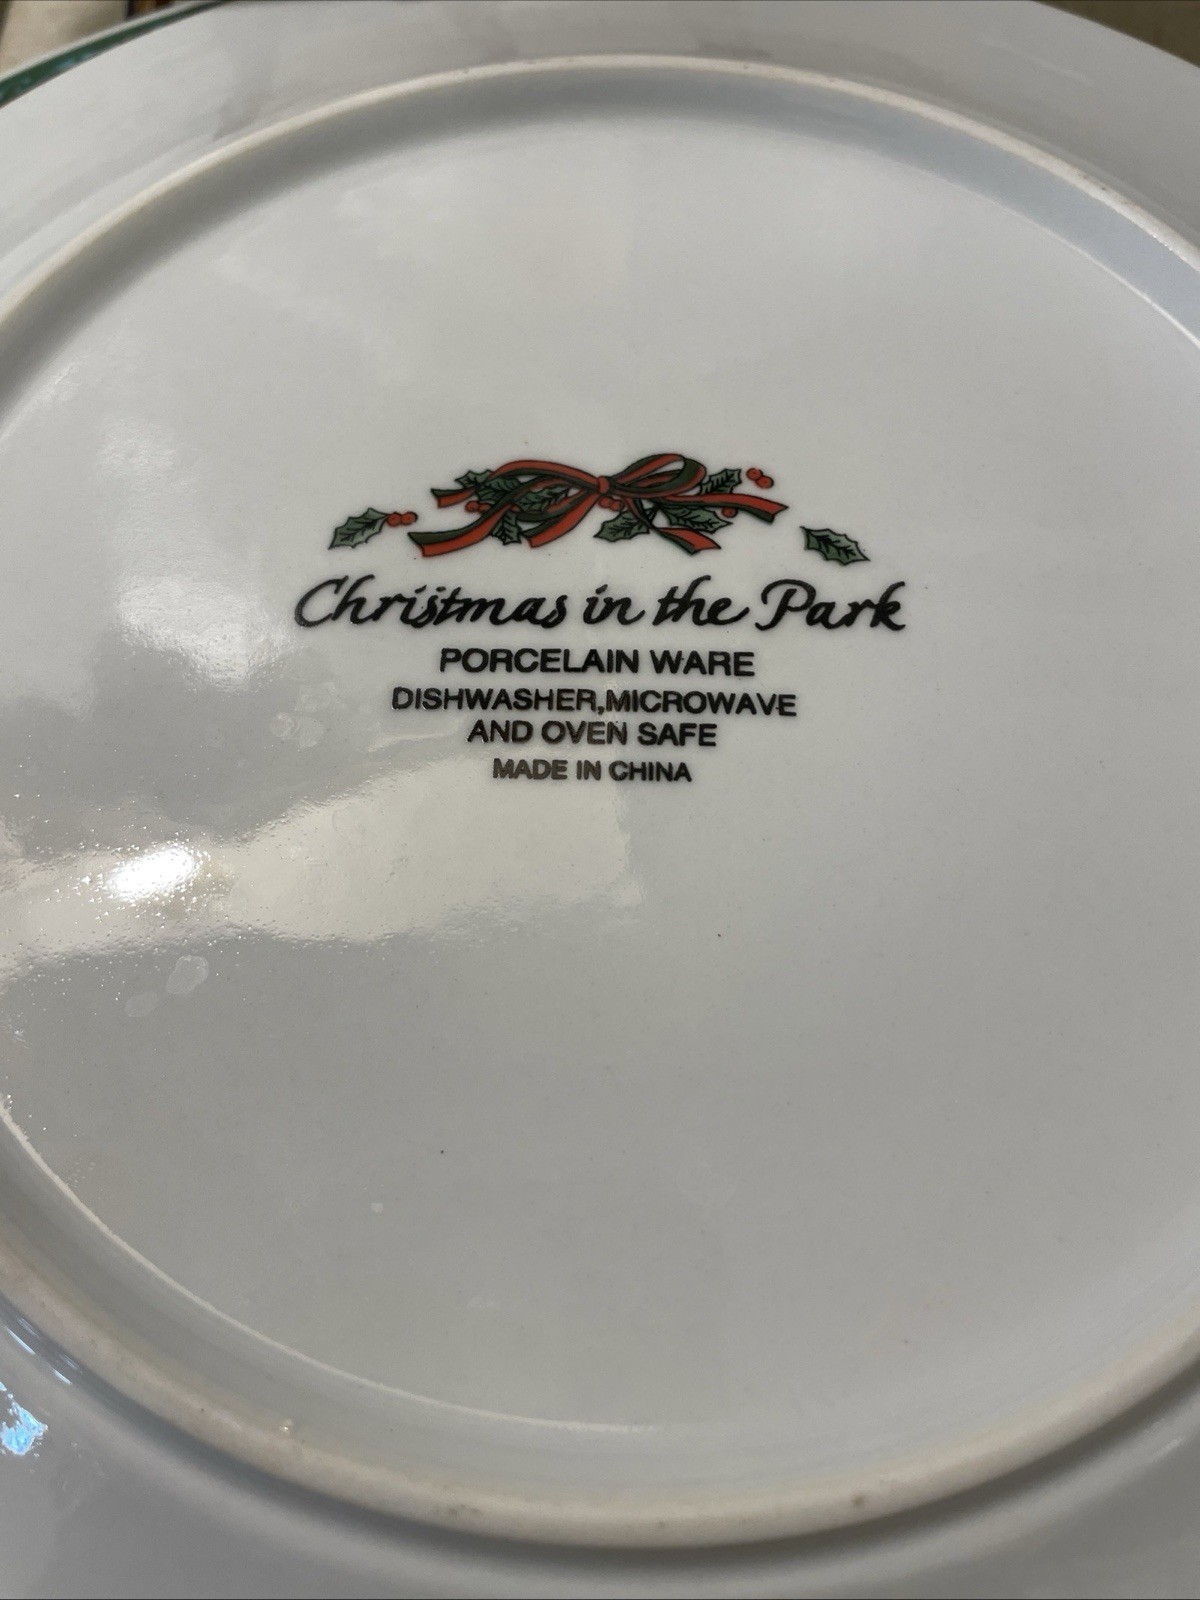 Christmas in the Park
PORCELAIN WARE
DISHWASHER,MICROWAVE
AND OVEN SAFE
MADE IN CHINA